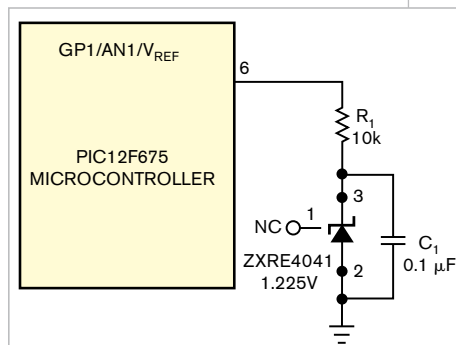 GP1/AN1/VREF
6
R1
10k
PIC12F675
MICROCONTROLLER
3
NC 1
ZXRE4041
1.225V
2
C1
0.1 μF